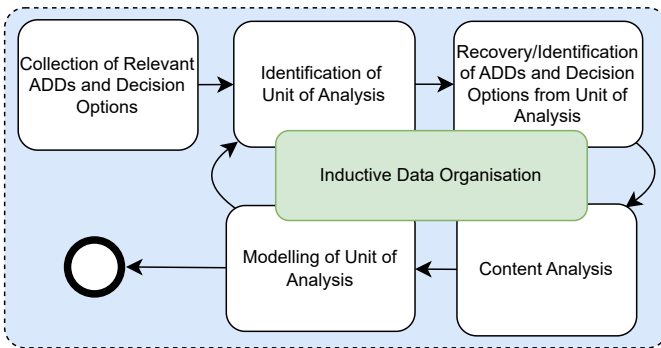 Collection of Relevant
ADDs and Decision
Options
Identification of
Unit of Analysis
Recovery/Identification
of ADDs and Decision
Options from Unit of
Analysis
Inductive Data Organisation
Modelling of Unit of
Analysis
Content Analysis